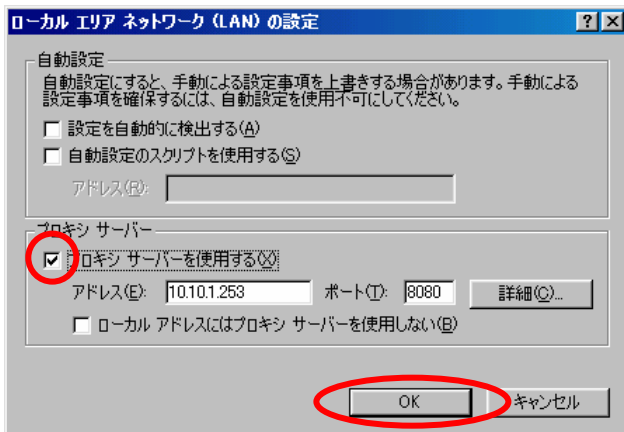 ローカル エリア ネットワーク (LAN) の設定
自動設定
自動設定にすると、手動による設定事項を上書きする場合があります。手動による
設定事項を確保するには、自動設定を使用不可にしてください。
設定を自動的に検出する(A)
自動設定のスクリプトを使用する(S)
アドレス(R):
プロキシ サーバー
プロキシ サーバーを使用する(X)
アドレス(E): 10.10.1.253 ポート(T): 8080 詳細(C)...
ローカル アドレスにはプロキシ サーバーを使用しない(B)
OK キャンセル